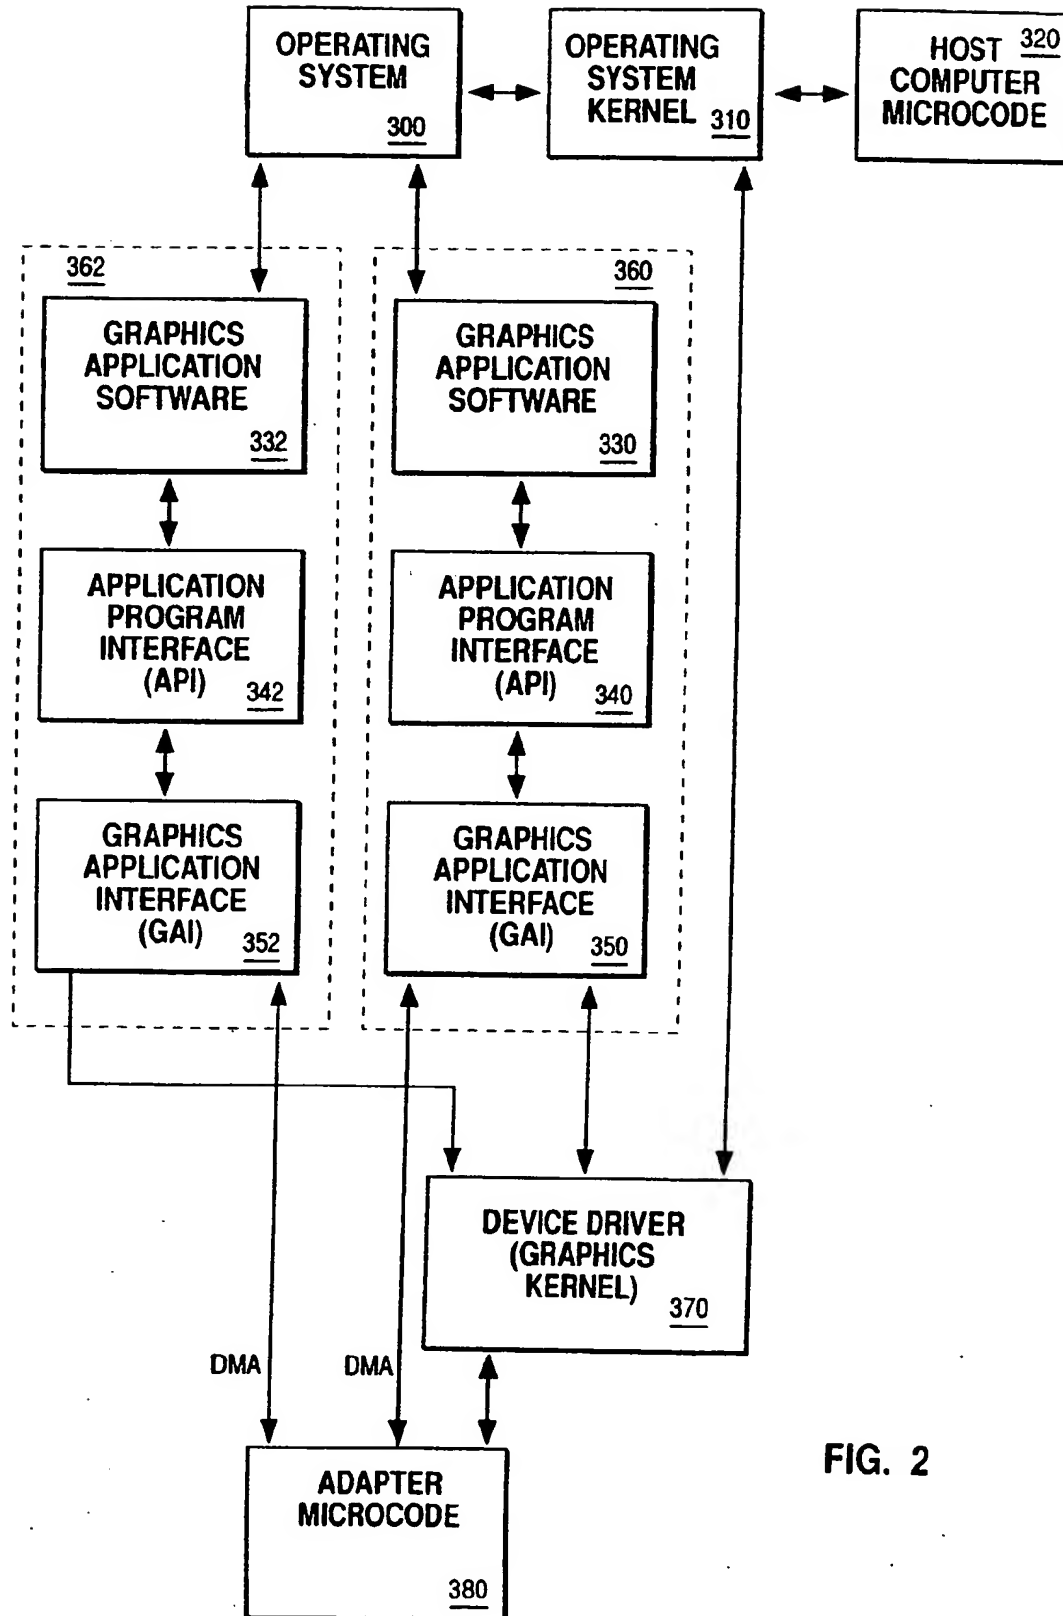 OPERATING
SYSTEM
300
OPERATING
SYSTEM
KERNEL 310
HOST 320
COMPUTER
MICROCODE
362
GRAPHICS
APPLICATION
SOFTWARE
332
360
GRAPHICS
APPLICATION
SOFTWARE
330
APPLICATION
PROGRAM
INTERFACE
(API) 342
APPLICATION
PROGRAM
INTERFACE
(API) 340
GRAPHICS
APPLICATION
INTERFACE
(GAI) 352
GRAPHICS
APPLICATION
INTERFACE
(GAI) 350
DEVICE DRIVER
(GRAPHICS
KERNEL)
370
DMA
DMA
ADAPTER
MICROCODE
380
FIG. 2